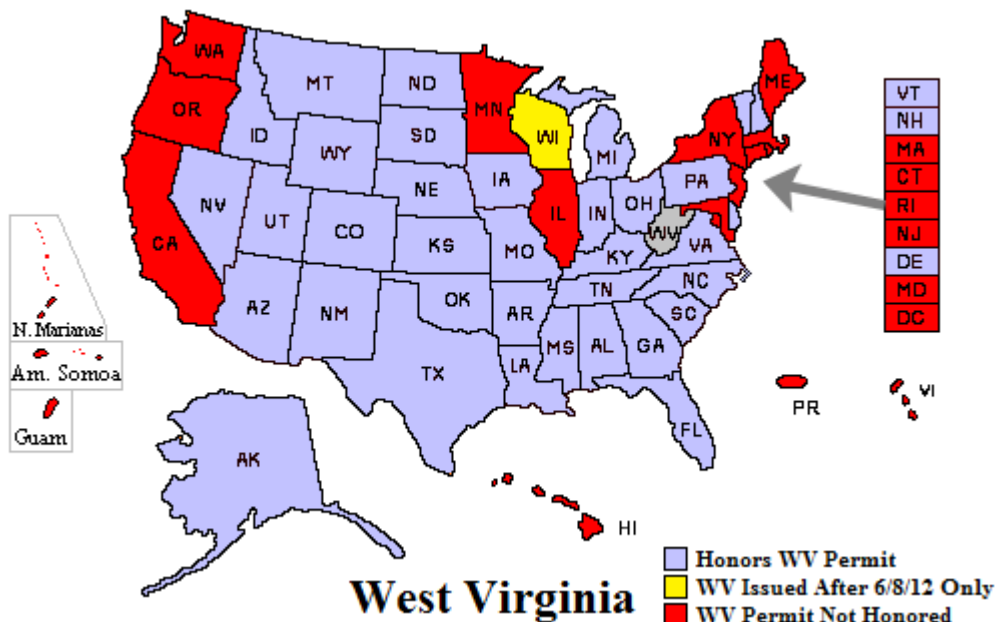 WA
MT
ND
MN
ME
OR
ID
SD
WI
NY
WY
MI
VT
NH
MA
CT
RI
NJ
DE
MD
DC
NV
UT
CO
NE
IA
IL
IN
OH
PA
WV
VA
CA
KS
MO
KY
NC
TN
SC
AZ
NM
OK
AR
MS
AL
GA
LA
TX
FL
AK
HI
N. Marianas
Am. Somoa
Guam
PR
VI
West Virginia
Honors WV Permit
WV Issued After 6/8/12 Only
WV Permit Not Honored